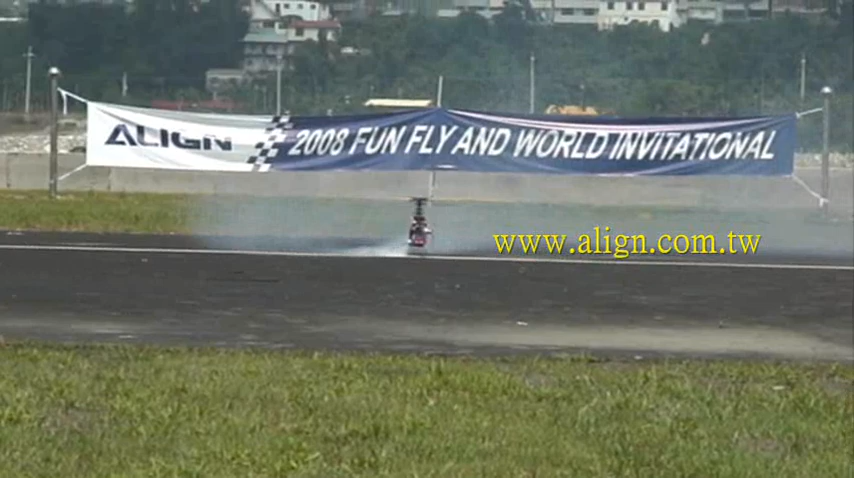 ALIGN 2008 FUN FLY AND WORLD INVITATIONAL
www.align.com.tw